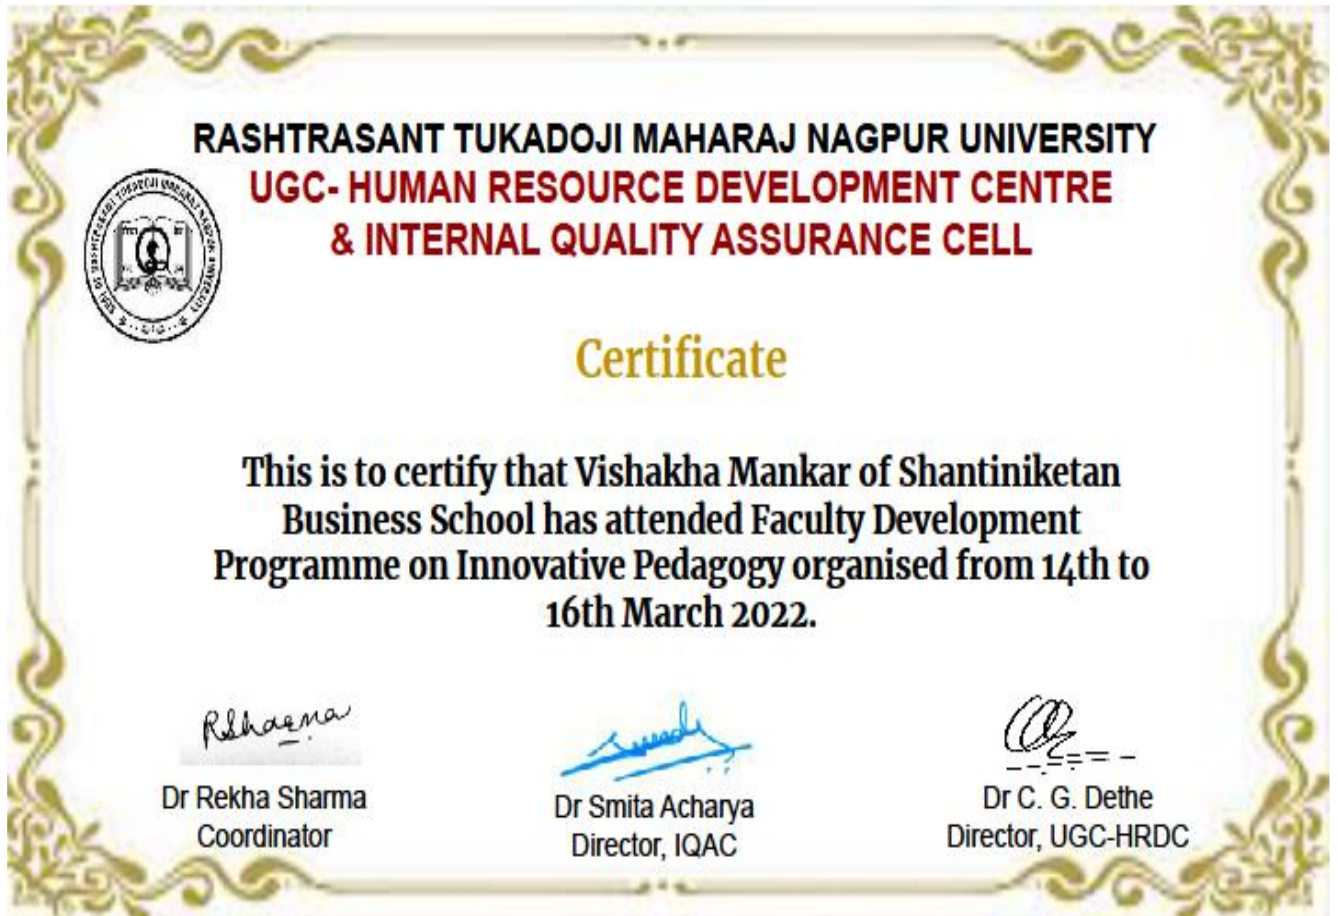 RASHTRASANT TUKADOJI MAHARAJ NAGPUR UNIVERSITY
UGC- HUMAN RESOURCE DEVELOPMENT CENTRE
& INTERNAL QUALITY ASSURANCE CELL
Certificate
This is to certify that Vishakha Mankar of Shantiniketan
Business School has attended Faculty Development
Programme on Innovative Pedagogy organised from 14th to
16th March 2022.
RSharma
Dr Rekha Sharma
Coordinator
Dr Smita Acharya
Director, IQAC
Dr C. G. Dethe
Director, UGC-HRDC